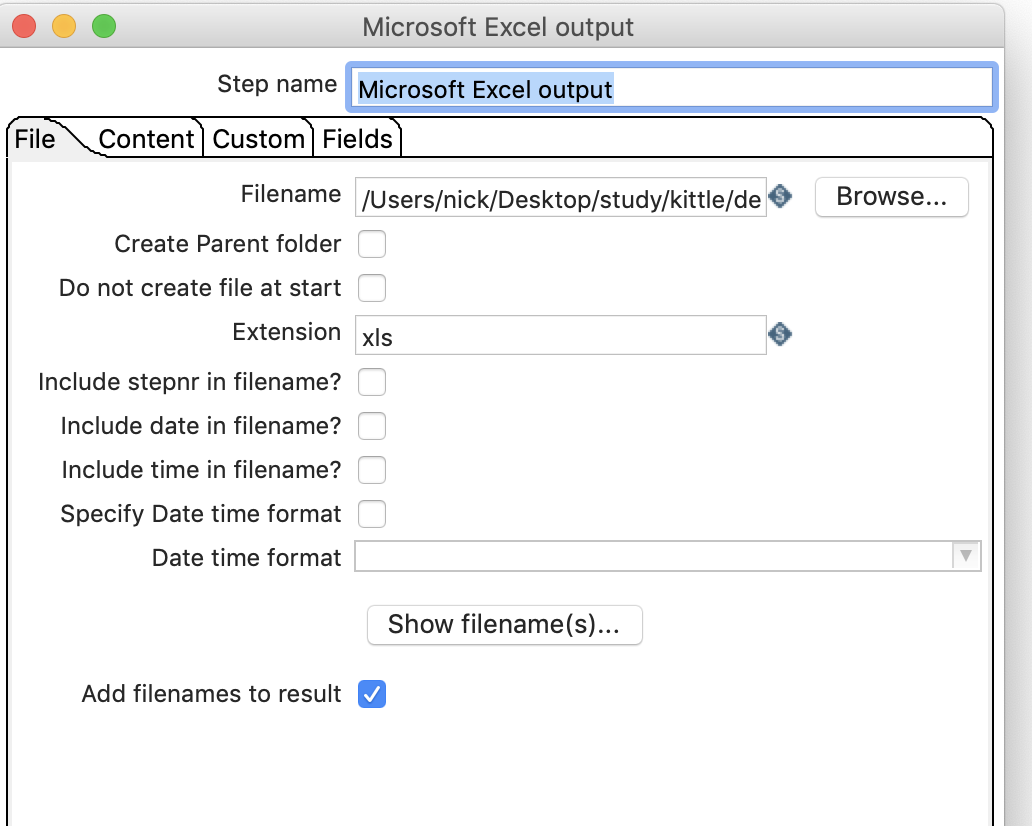 Microsoft Excel output
Step name Microsoft Excel output
File Content Custom Fields
Filename /Users/nick/Desktop/study/kittle/de Browse...
Create Parent folder
Do not create file at start
Extension xls
Include stepnr in filename?
Include date in filename?
Include time in filename?
Specify Date time format
Date time format
Show filename(s)...
Add filenames to result